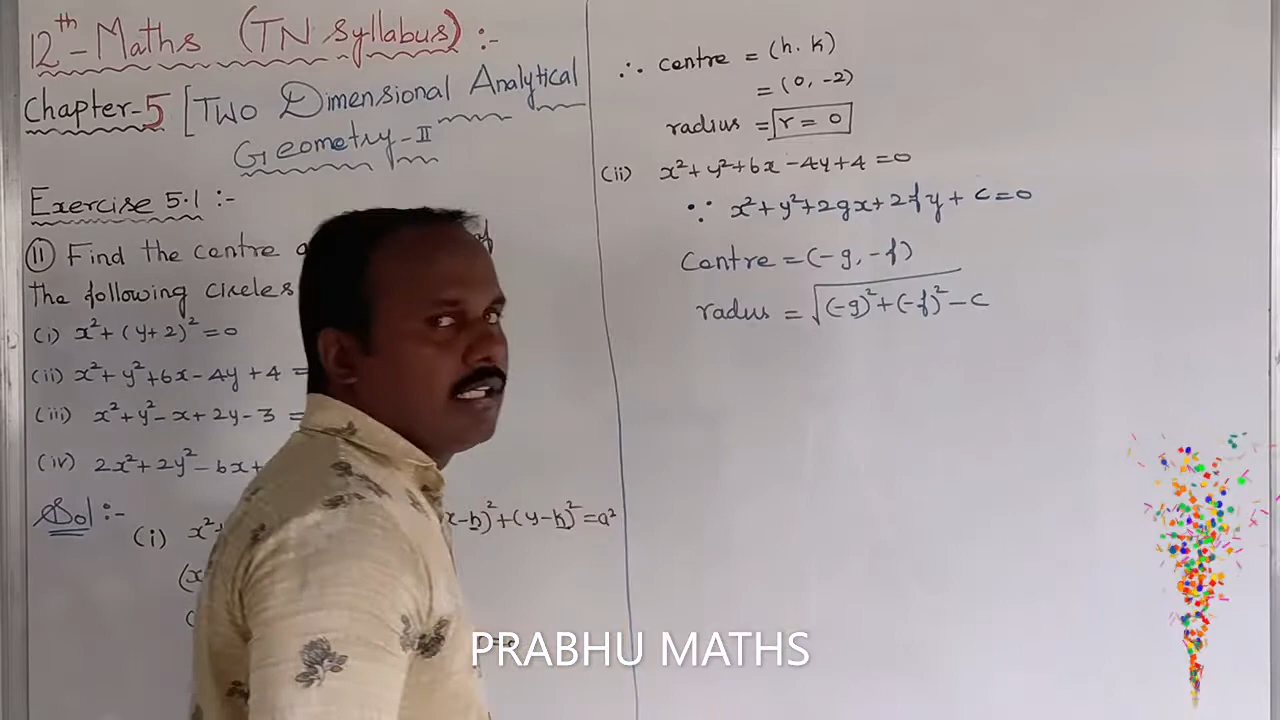 12th - Maths (TN Syllabus) :-
Chapter-5 [Two Dimensional Analytical
Geometry-II
Exercise 5.1 :-
(11) Find the centre of
the following circles
(i) x²+(y+2)²=0
(ii) x²+y²+6x-4y+4=
(iii) x²+y²-x+2y-3=
(iv) 2x²+2y²-6x+
Sol :-
(i) x²+ x-h)²+(y-k)²=a²
(x
(
∴ centre = (h, k)
= (0, -2)
radius = r = 0
(ii) x²+y²+6x-4y+4=0
∵ x²+y²+2gx+2fy+c=0
Centre = (-g, -f)
radius = √(-g)²+(-f)²-c
PRABHU MATHS